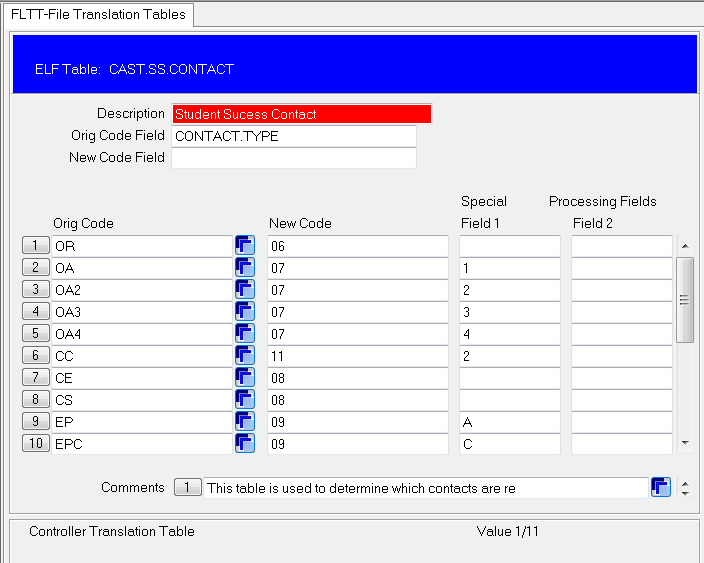 FLTT-File Translation Tables
ELF Table: CAST.SS.CONTACT
Description Student Sucess Contact
Orig Code Field CONTACT.TYPE
New Code Field
Special Processing Fields
Orig Code New Code Field 1 Field 2
1 OR 06
2 OA 07 1
3 OA2 07 2
4 OA3 07 3
5 OA4 07 4
6 CC 11 2
7 CE 08
8 CS 08
9 EP 09 A
10 EPC 09 C
Comments 1 This table is used to determine which contacts are re
Controller Translation Table Value 1/11